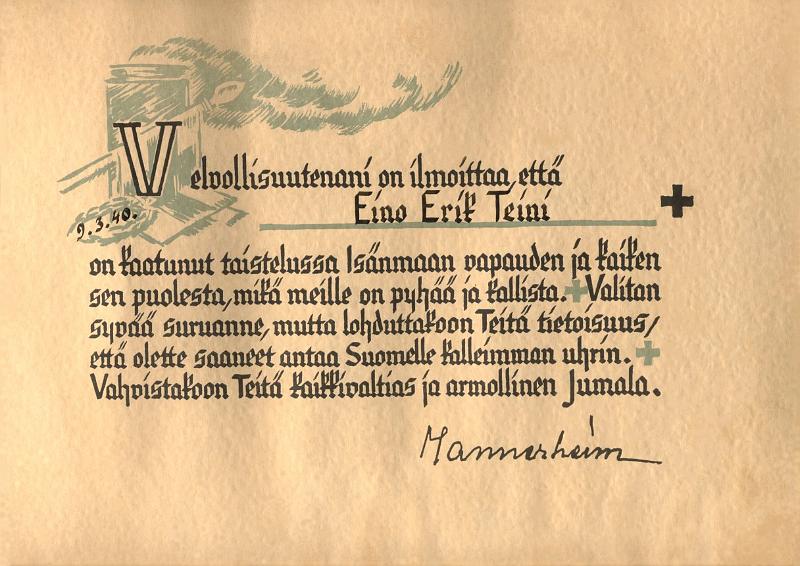 Velvollisuutenani on ilmoittaa, että
Eino Erik Teini
9.3.40.
on kaatunut taistelussa Isänmaan vapauden ja kaiken
sen puolesta, mikä meille on pyhää ja kallista. Valitan
syvää suruanne, mutta lohduttakoon Teitä tietoisuus,
että olette saaneet antaa Suomelle kalleimman uhrin.
Vahvistakoon Teitä kaikkivaltias ja armollinen Jumala.
Mannerheim